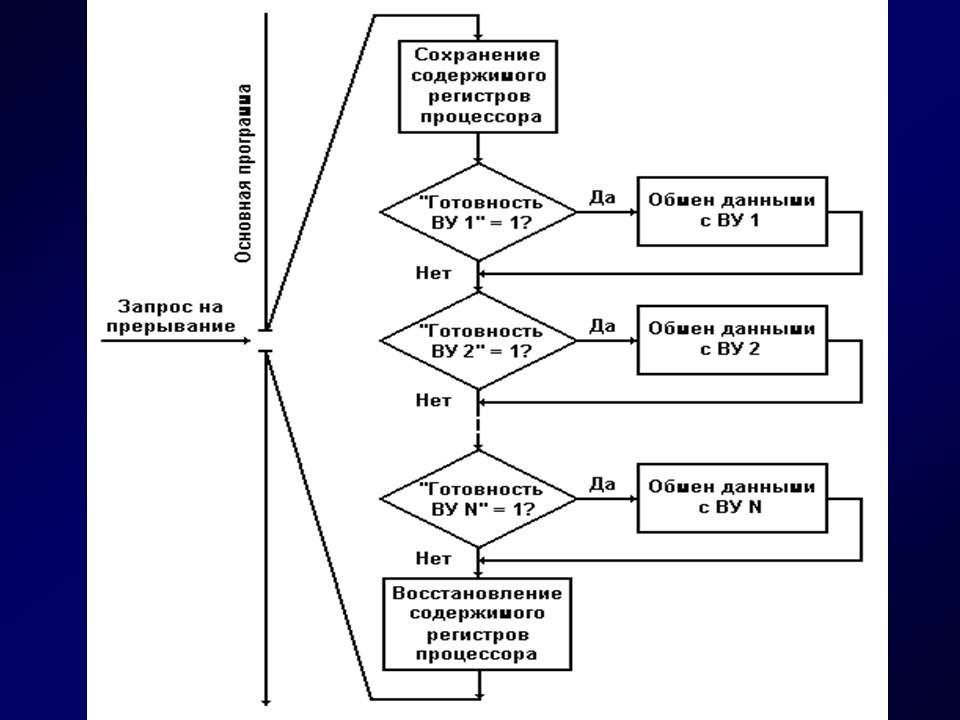 Основная программа
Запрос на
прерывание
Сохранение
содержимого
регистров
процессора
"Готовность
ВУ 1" = 1?
Да
Обмен данными
с ВУ 1
Нет
"Готовность
ВУ 2" = 1?
Да
Обмен данными
с ВУ 2
Нет
"Готовность
ВУ N" = 1?
Да
Обмен данными
с ВУ N
Нет
Восстановление
содержимого
регистров
процессора